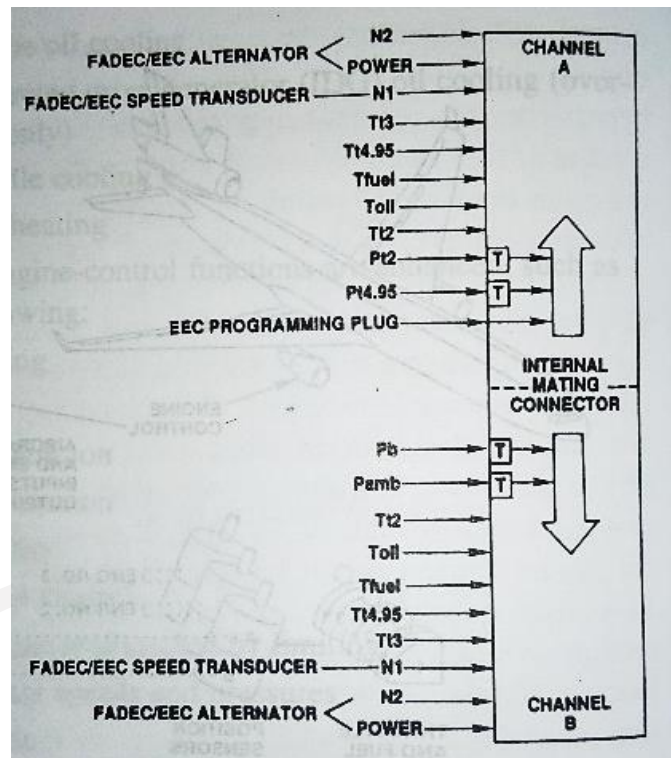 N2
FADEC/EEC ALTERNATOR
POWER
CHANNEL
A
FADEC/EEC SPEED TRANSDUCER N1
Tt3
Tt4.95
Tfuel
Toil
Tt2
Pt2 T
Pt4.95 T
EEC PROGRAMMING PLUG
INTERNAL
MATING
CONNECTOR
Pb T
Pamb T
Tt2
Toil
Tfuel
Tt4.95
Tt3
FADEC/EEC SPEED TRANSDUCER N1
N2
FADEC/EEC ALTERNATOR
POWER
CHANNEL
B